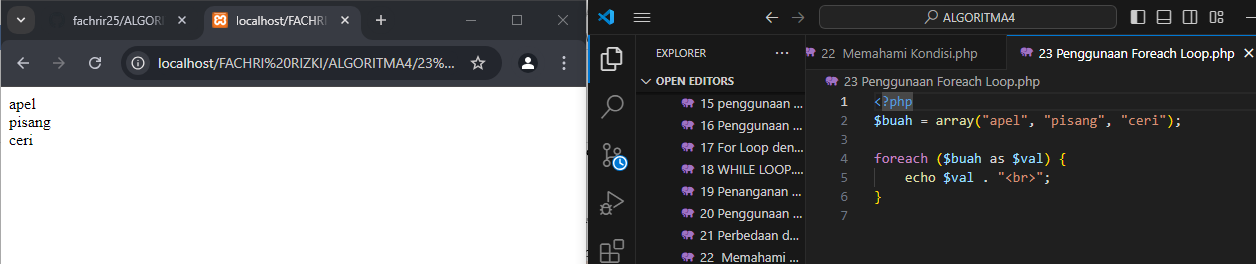 fachrir25/ALGOR
localhost/FACHRI
localhost/FACHRI%20RIZKI/ALGORITMA4/23%...
apel
pisang
ceri
ALGORITMA4
EXPLORER
OPEN EDITORS
15 penggunaan ...
16 Penggunaan ...
17 For Loop den...
18 WHILE LOOP....
19 Penanganan ...
20 Penggunaan ...
21 Perbedaan d...
22 Memahami ...
22 Memahami Kondisi.php
23 Penggunaan Foreach Loop.php
23 Penggunaan Foreach Loop.php
1 <?php
2 $buah = array("apel", "pisang", "ceri");
3
4 foreach ($buah as $val) {
5 echo $val . "<br>";
6 }
7